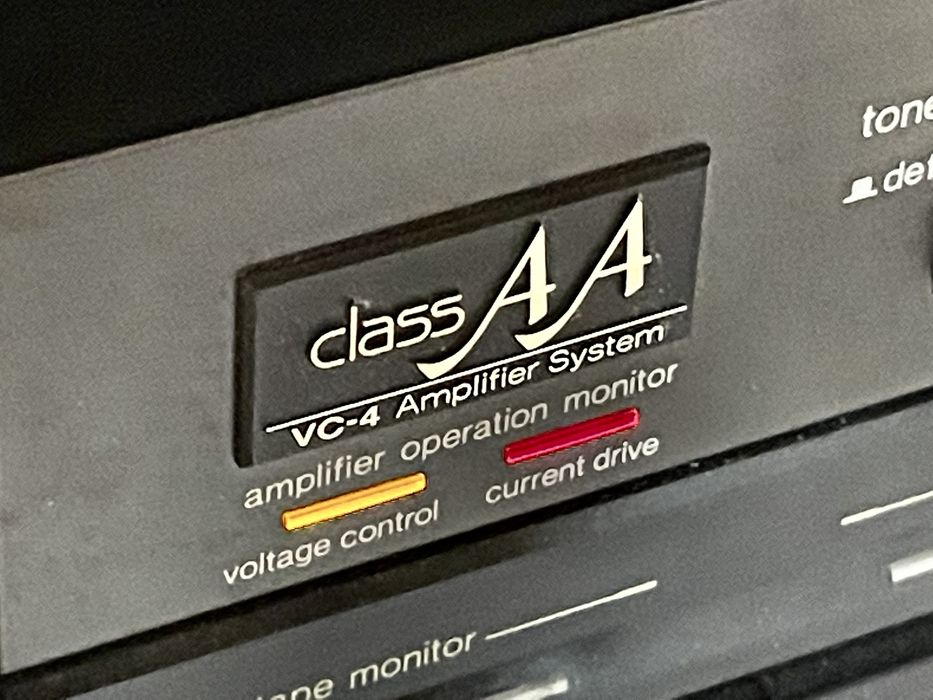 tone
class AA
VC-4 Amplifier System
amplifier operation monitor
voltage control
current drive
monitor